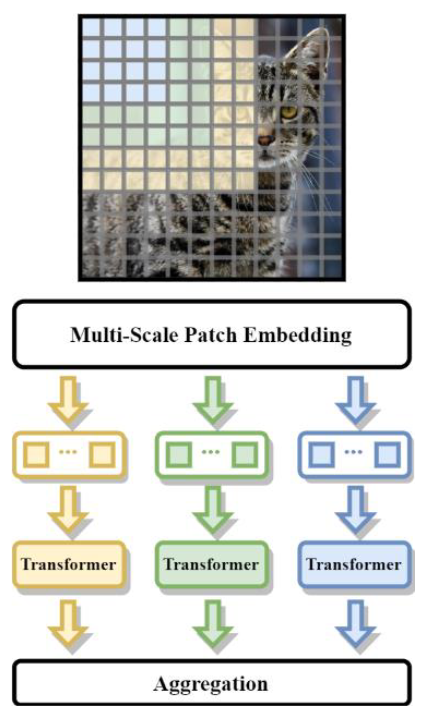 Multi-Scale Patch Embedding
... ... ...
Transformer Transformer Transformer
Aggregation